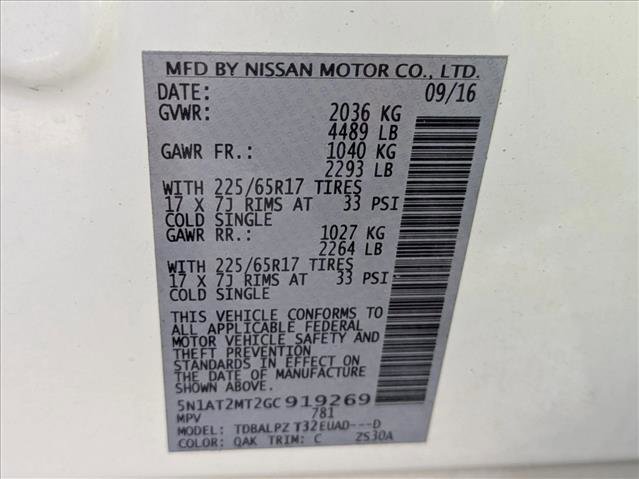 MFD BY NISSAN MOTOR CO., LTD.
DATE: 09/16
GVWR: 2036 KG
4489 LB
GAWR FR.: 1040 KG
2293 LB
WITH 225/65R17 TIRES
17 X 7J RIMS AT 33 PSI
COLD SINGLE
GAWR RR.: 1027 KG
2264 LB
WITH 225/65R17 TIRES
17 X 7J RIMS AT 33 PSI
COLD SINGLE
THIS VEHICLE CONFORMS TO
ALL APPLICABLE FEDERAL
MOTOR VEHICLE SAFETY AND
THEFT PREVENTION
STANDARDS IN EFFECT ON
THE DATE OF MANUFACTURE
SHOWN ABOVE.
5N1AT2MT2GC919269
MPV 781
MODEL: TDBALPZ T32EUAD---D
COLOR: QAK TRIM: C ZS30A